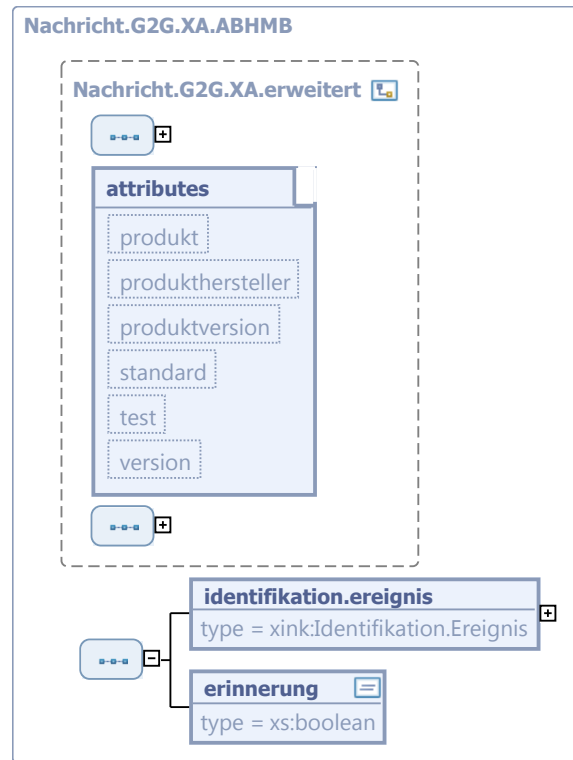 Nachricht.G2G.XA.ABHMB
Nachricht.G2G.XA.erweitert
attributes
produkt
produkthersteller
produktversion
standard
test
version
identifikation.ereignis
type = xink:Identifikation.Ereignis
erinnerung
type = xs:boolean